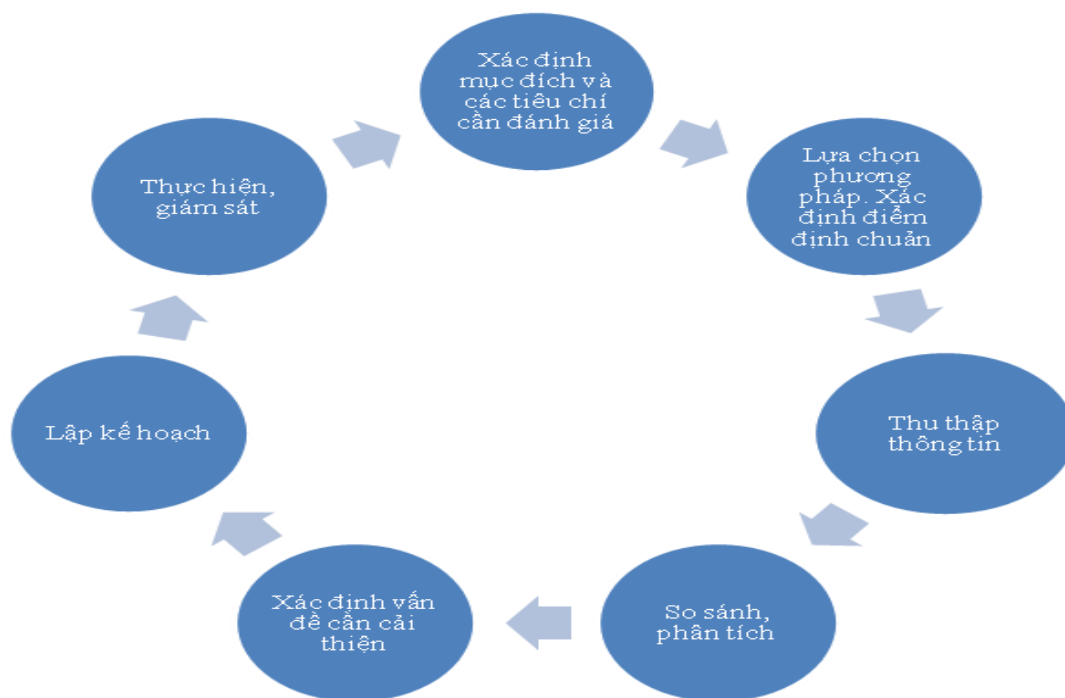 Xác định
mục đích và
các tiêu chí
cần đánh giá
Lựa chọn
phương
pháp. Xác
định điểm
định chuẩn
Thu thập
thông tin
So sánh,
phân tích
Xác định vấn
đề cần cải
thiện
Lập kế hoạch
Thực hiện,
giám sát